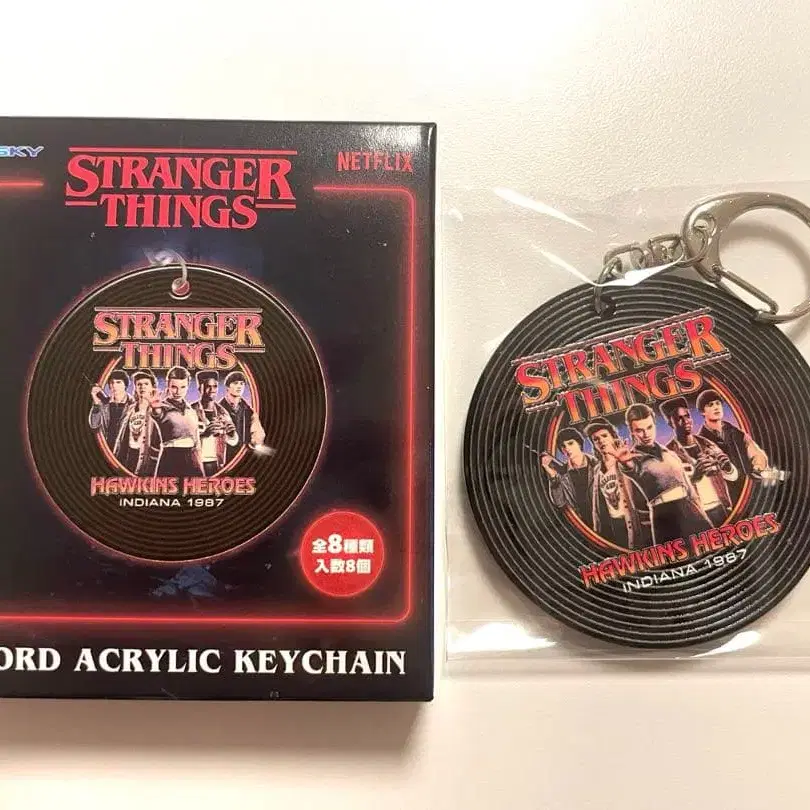 SKY
NETFLIX
STRANGER
THINGS
STRANGER
THINGS
HAWKINS HEROES
INDIANA 1987
全8種類
入数8個
ORD ACRYLIC KEYCHAIN
STRANGER
THINGS
HAWKINS HEROES
INDIANA 1987